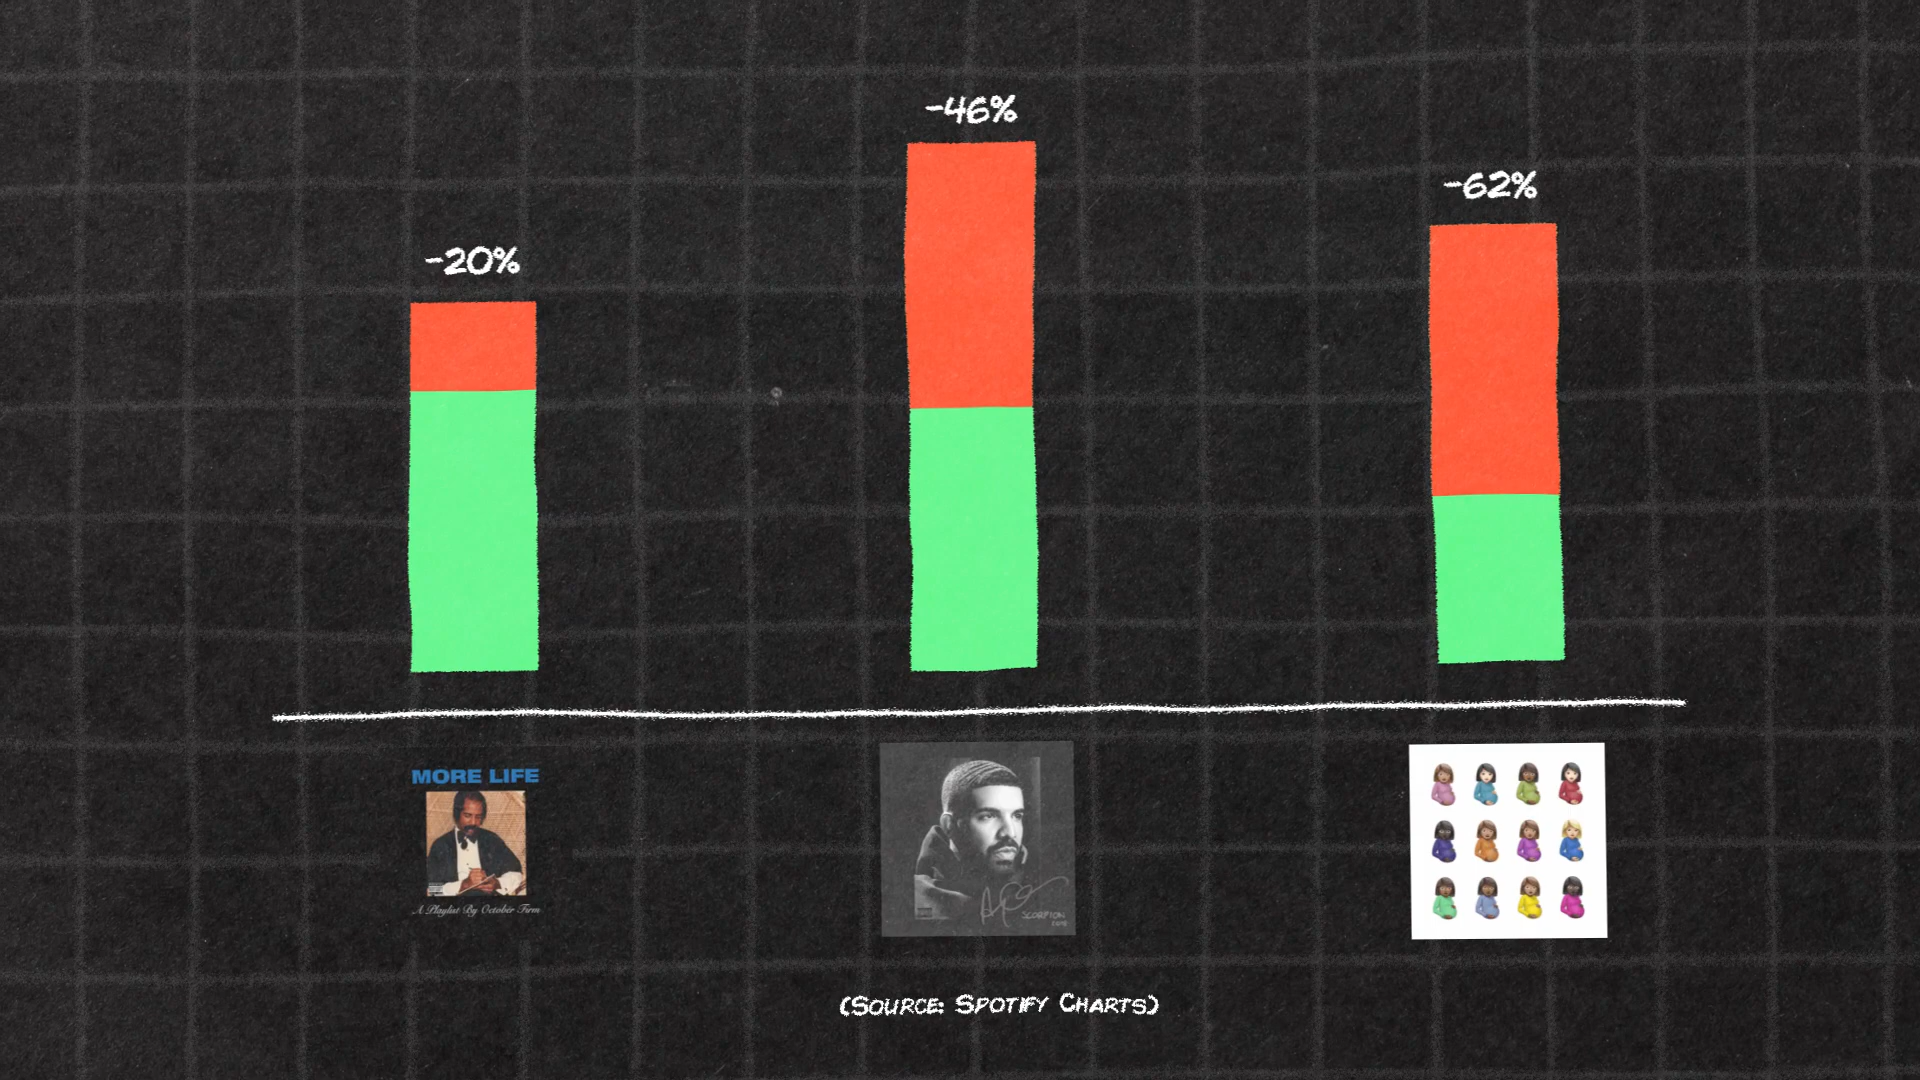 -46%
-62%
-20%
MORE LIFE
A Playlist By October Firm
SCORPION
(SOURCE: SPOTIFY CHARTS)